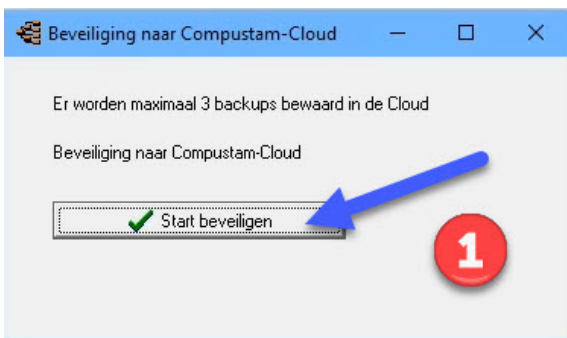 Beveiliging naar Compustam-Cloud
Er worden maximaal 3 backups bewaard in de Cloud
Beveiliging naar Compustam-Cloud
Start beveiligen
1